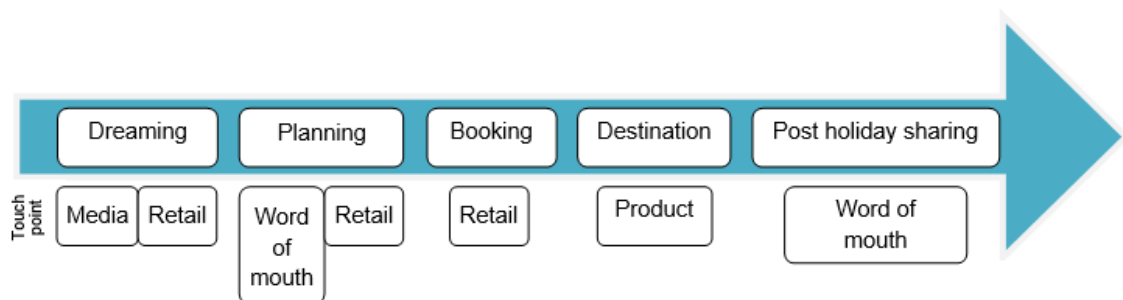 Dreaming
Planning
Booking
Destination
Post holiday sharing
Touch
point
Media
Retail
Word
of
mouth
Retail
Retail
Product
Word of
mouth